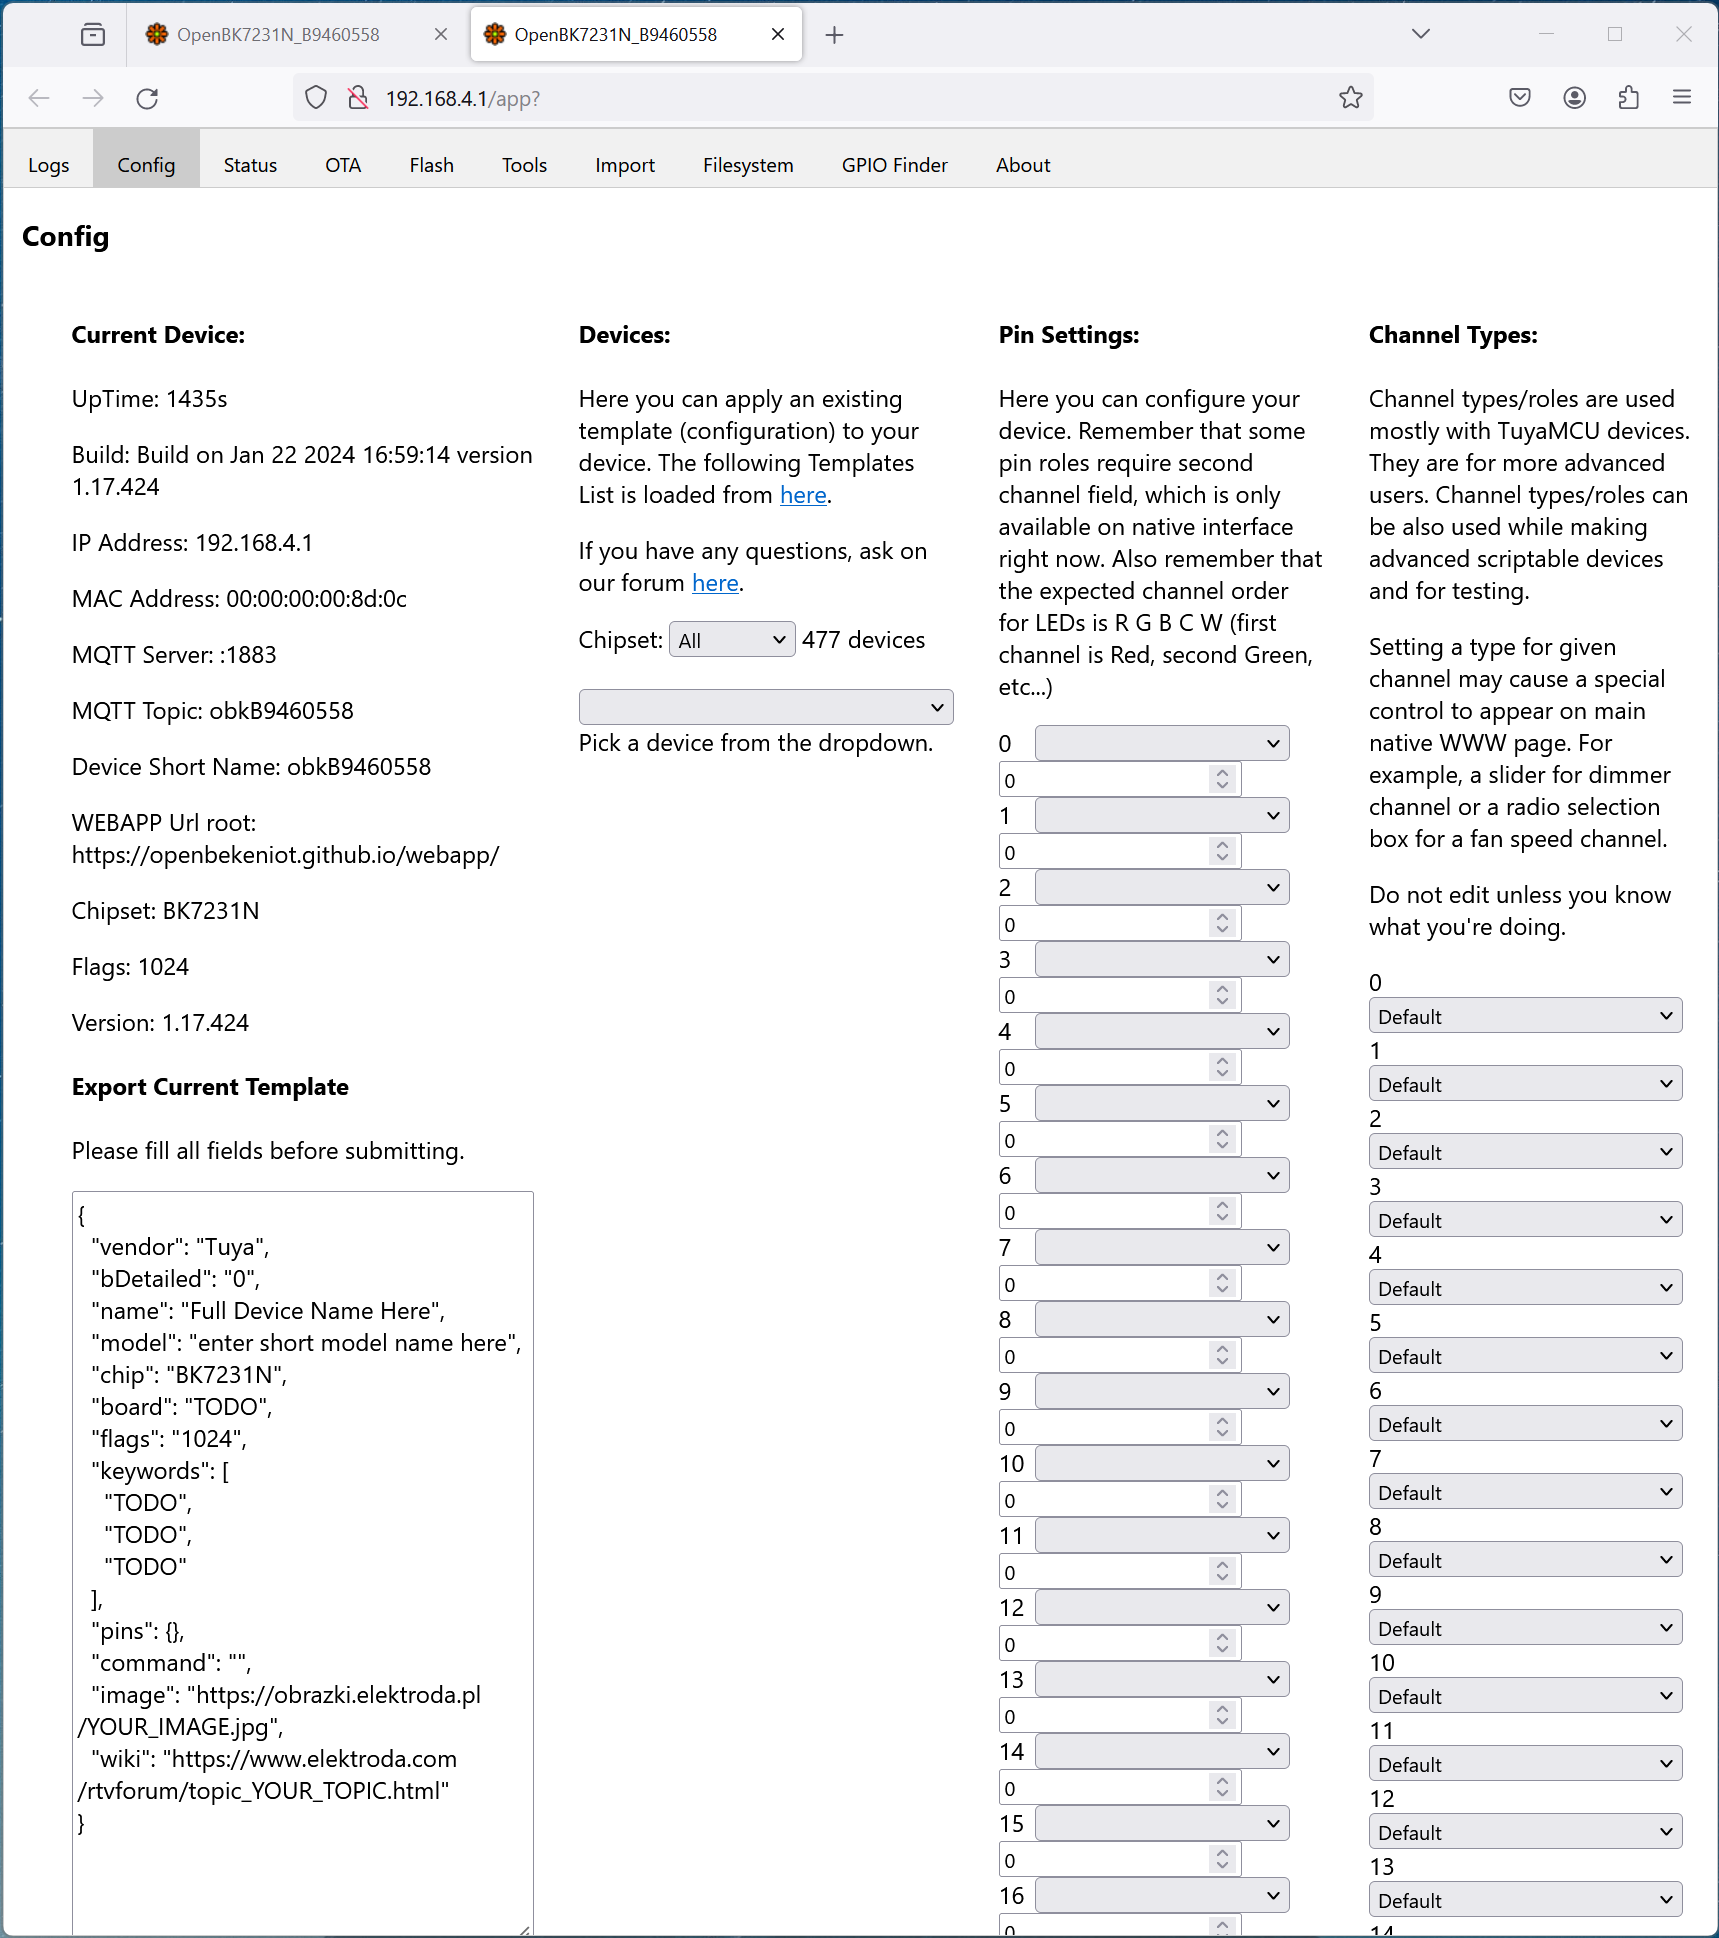 OpenBK7231N_B9460558
OpenBK7231N_B9460558
192.168.4.1/app?
Logs Config Status OTA Flash Tools Import Filesystem GPIO Finder About
Config
Current Device:
UpTime: 1435s
Build: Build on Jan 22 2024 16:59:14 version
1.17.424
IP Address: 192.168.4.1
MAC Address: 00:00:00:00:8d:0c
MQTT Server: :1883
MQTT Topic: obkB9460558
Device Short Name: obkB9460558
WEBAPP Url root:
https://openbekeniot.github.io/webapp/
Chipset: BK7231N
Flags: 1024
Version: 1.17.424
Export Current Template
Please fill all fields before submitting.
{
"vendor": "Tuya",
"bDetailed": "0",
"name": "Full Device Name Here",
"model": "enter short model name here",
"chip": "BK7231N",
"board": "TODO",
"flags": "1024",
"keywords": [
"TODO",
"TODO",
"TODO"
],
"pins": {},
"command": "",
"image": "https://obrazki.elektroda.pl
/YOUR_IMAGE.jpg",
"wiki": "https://www.elektroda.com
/rtvforum/topic_YOUR_TOPIC.html"
}
Devices:
Here you can apply an existing
template (configuration) to your
device. The following Templates
List is loaded from here.
If you have any questions, ask on
our forum here.
Chipset: All 477 devices
Pick a device from the dropdown.
Pin Settings:
Here you can configure your
device. Remember that some
pin roles require second
channel field, which is only
available on native interface
right now. Also remember that
the expected channel order
for LEDs is R G B C W (first
channel is Red, second Green,
etc...)
0
0
1
0
2
0
3
0
4
0
5
0
6
0
7
0
8
0
9
0
10
0
11
0
12
0
13
0
14
0
15
0
16
0
Channel Types:
Channel types/roles are used
mostly with TuyaMCU devices.
They are for more advanced
users. Channel types/roles can
be also used while making
advanced scriptable devices
and for testing.
Setting a type for given
channel may cause a special
control to appear on main
native WWW page. For
example, a slider for dimmer
channel or a radio selection
box for a fan speed channel.
Do not edit unless you know
what you're doing.
0
Default
1
Default
2
Default
3
Default
4
Default
5
Default
6
Default
7
Default
8
Default
9
Default
10
Default
11
Default
12
Default
13
Default
14